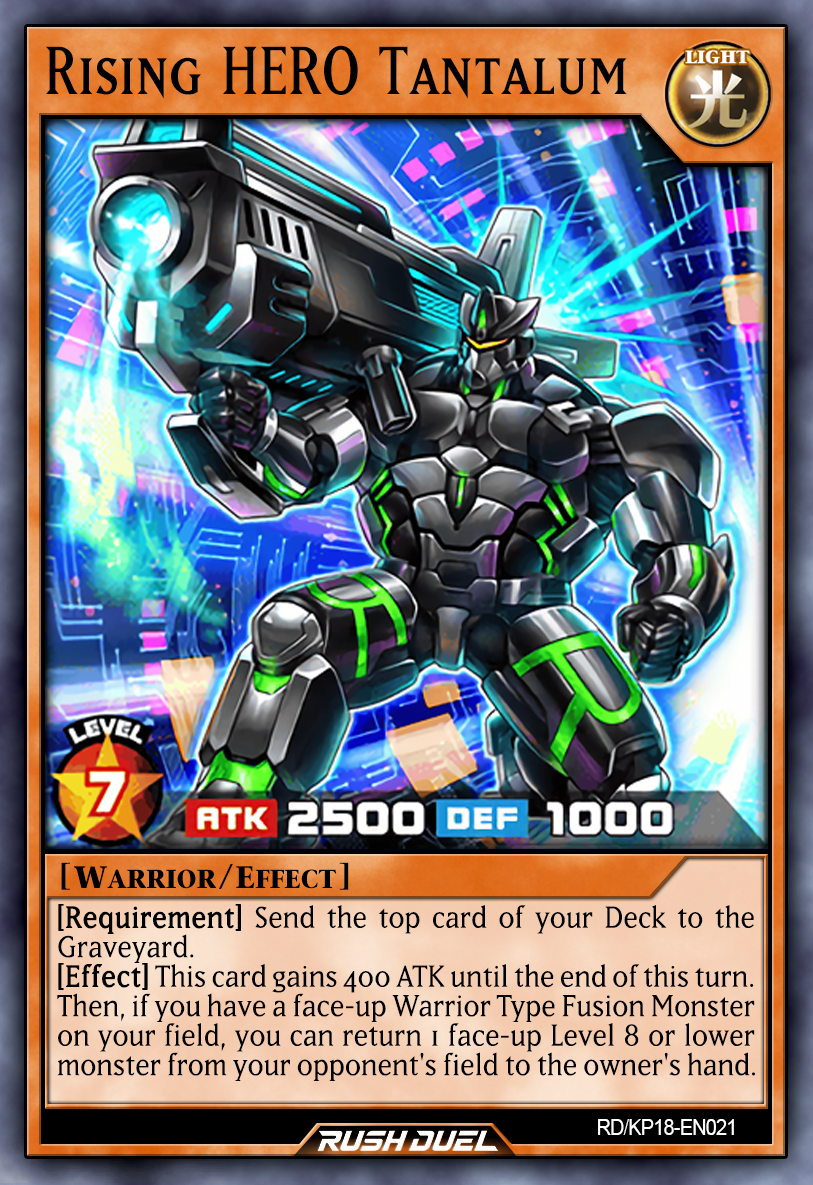 Rising HERO Tantalum
LIGHT
光
R
LEVEL
7
ATK 2500 DEF 1000
[Warrior/Effect]
[Requirement] Send the top card of your Deck to the
Graveyard.
[Effect] This card gains 400 ATK until the end of this turn.
Then, if you have a face-up Warrior Type Fusion Monster
on your field, you can return 1 face-up Level 8 or lower
monster from your opponent's field to the owner's hand.
RD/KP18-EN021
RUSH DUEL